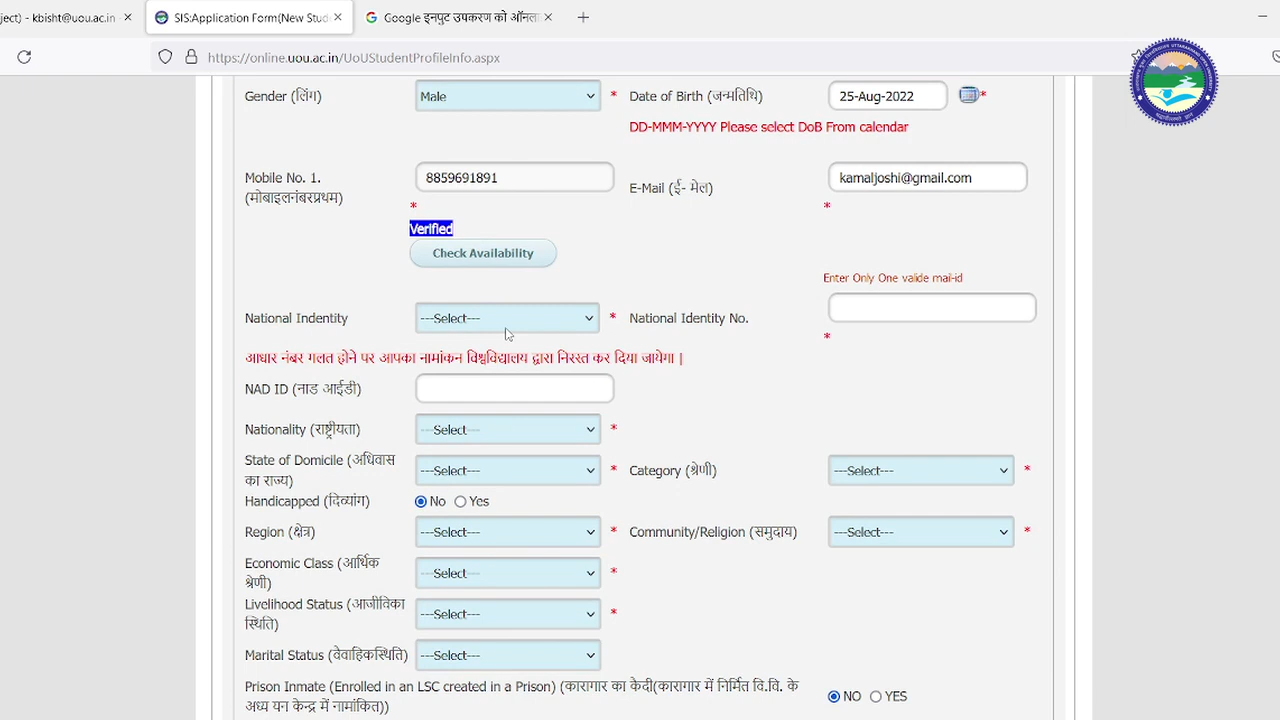 ject) - kbisht@uou.ac.in × SIS:Application Form(New Stud × Google इनपुट उपकरण को ऑनला × +
https://online.uou.ac.in/UoUStudentProfileInfo.aspx
Gender (लिंग) Male * Date of Birth (जन्मतिथि) 25-Aug-2022 *
DD-MMM-YYYY Please select DoB From calendar
Mobile No. 1. (मोबाइलनंबरप्रथम) 8859691891 * E-Mail (ई- मेल) kamaljoshi@gmail.com *
Verified
Check Availability
Enter Only One valide mail-id
National Indentity ---Select--- * National Identity No. *
आधार नंबर गलत होने पर आपका नामांकन विश्वविद्यालय द्वारा निरस्त कर दिया जायेगा |
NAD ID (नाड आईडी)
Nationality (राष्ट्रीयता) ---Select--- *
State of Domicile (अधिवास का राज्य) ---Select--- * Category (श्रेणी) ---Select--- *
Handicapped (दिव्यांग) No Yes
Region (क्षेत्र) ---Select--- * Community/Religion (समुदाय) ---Select--- *
Economic Class (आर्थिक श्रेणी) ---Select--- *
Livelihood Status (आजीविका स्थिति) ---Select--- *
Marital Status (वैवाहिकस्थिति) ---Select---
Prison Inmate (Enrolled in an LSC created in a Prison) (कारागार का कैदी(कारागार में निर्मित वि.वि. के
अध्य यन केन्द्र में नामांकित)) NO YES